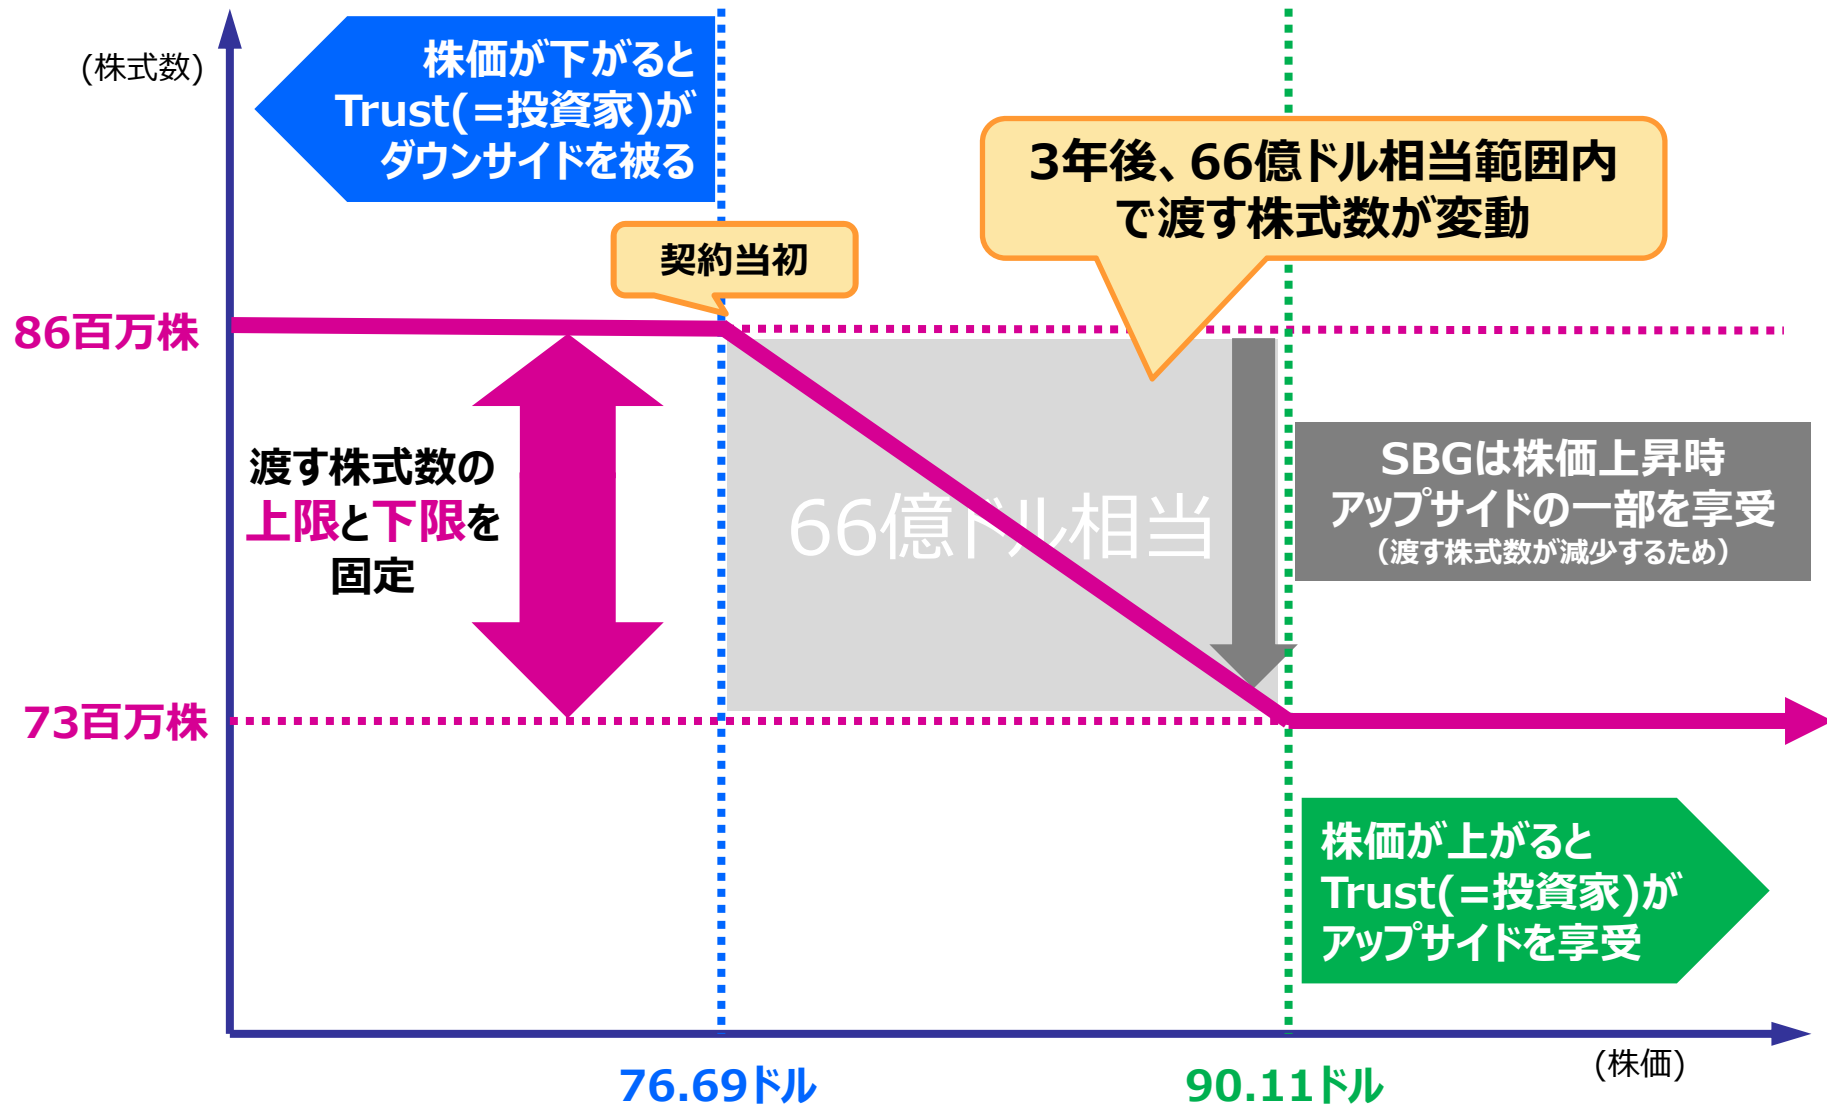 (株式数)
株価が下がると
Trust(=投資家)が
ダウンサイドを被る
3年後、66億ドル相当範囲内
で渡す株式数が変動
契約当初
86百万株
渡す株式数の
上限と下限を
固定
66億ドル相当
SBGは株価上昇時
アップサイドの一部を享受
（渡す株式数が減少するため）
73百万株
株価が上がると
Trust(=投資家)が
アップサイドを享受
(株価)
76.69ドル
90.11ドル